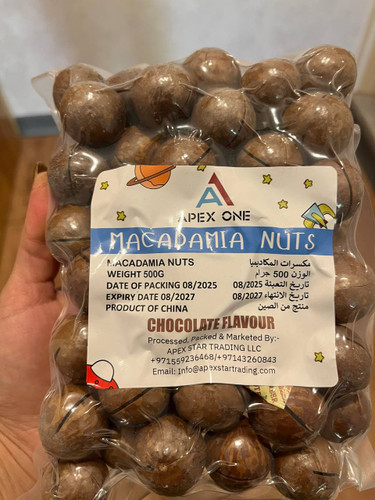 APEX ONE
MACADAMIA NUTS
MACADAMIA NUTS مكسرات المكاديميا
WEIGHT 500G الوزن 500 جرام
DATE OF PACKING 08/2025 تاريخ التعبئة 08/2025
EXPIRY DATE 08/2027 تاريخ الانتهاء 08/2027
PRODUCT OF CHINA منتج من الصين
CHOCOLATE FLAVOUR
Processed, Packed & Marketed By:-
APEX STAR TRADING LLC
+971559236468/+97143260843
Email: Info@apexstartrading.com